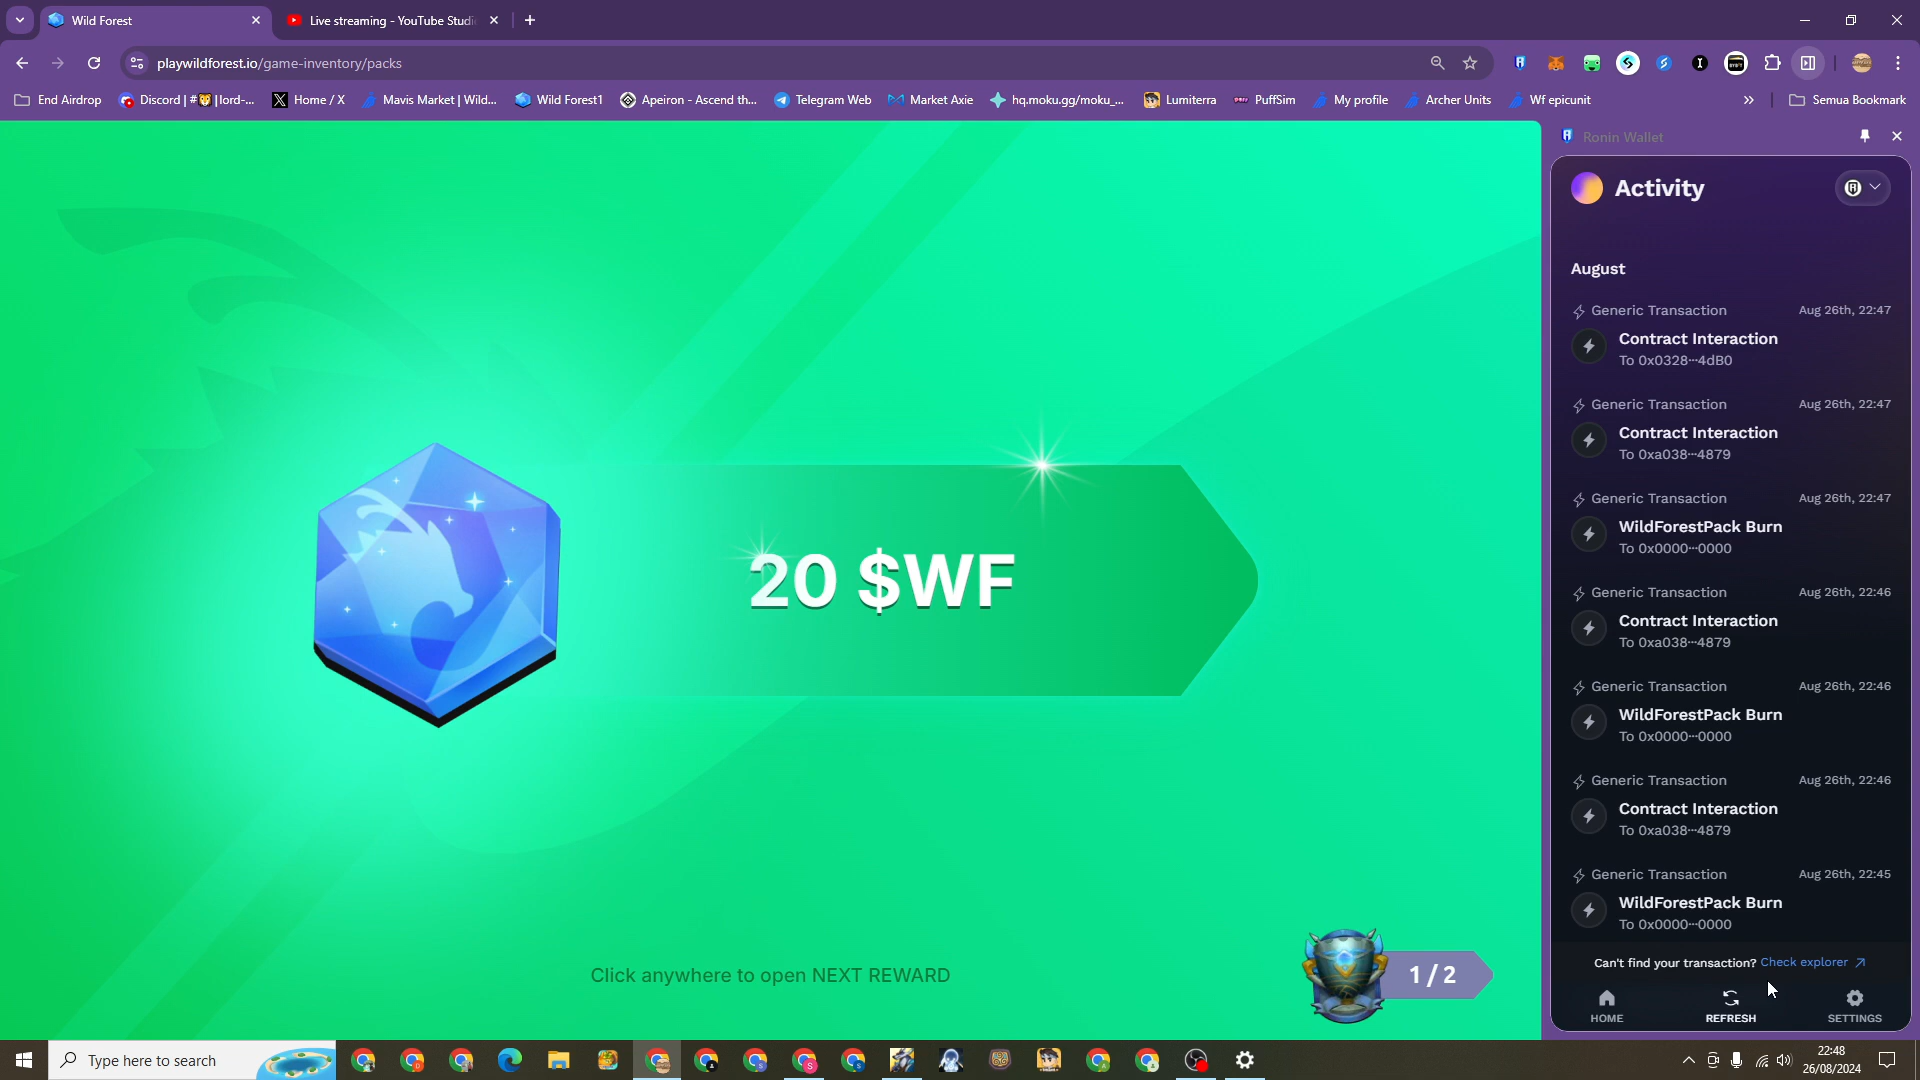 Wild Forest
Live streaming - YouTube Studi
playwildforest.io/game-inventory/packs
End Airdrop
Discord | #🦁|lord-...
Home / X
Mavis Market | Wild...
Wild Forest1
Apeiron - Ascend th...
Telegram Web
Market Axie
hq.moku.gg/moku_...
Lumiterra
PuffSim
My profile
Archer Units
Wf epicunit
Semua Bookmark
Ronin Wallet
Activity
August
Generic Transaction Aug 26th, 22:47
Contract Interaction
To 0x0328···4dB0
Generic Transaction Aug 26th, 22:47
Contract Interaction
To 0xa038···4879
Generic Transaction Aug 26th, 22:47
WildForestPack Burn
To 0x0000···0000
Generic Transaction Aug 26th, 22:46
Contract Interaction
To 0xa038···4879
Generic Transaction Aug 26th, 22:46
WildForestPack Burn
To 0x0000···0000
Generic Transaction Aug 26th, 22:46
Contract Interaction
To 0xa038···4879
Generic Transaction Aug 26th, 22:45
WildForestPack Burn
To 0x0000···0000
Can't find your transaction? Check explorer
HOME
REFRESH
SETTINGS
20 $WF
Click anywhere to open NEXT REWARD
1 / 2
Type here to search
22:48
26/08/2024